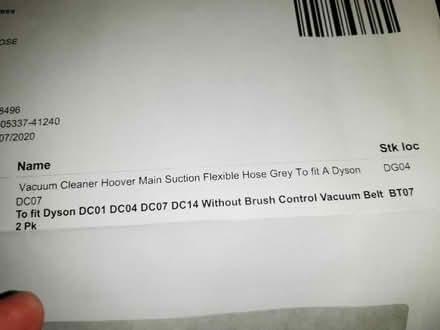 OSE
8496
05337-41240
07/2020
Name Stk loc
Vacuum Cleaner Hoover Main Suction Flexible Hose Grey To fit A Dyson DG04
DC07
To fit Dyson DC01 DC04 DC07 DC14 Without Brush Control Vacuum Belt BT07
2 Pk